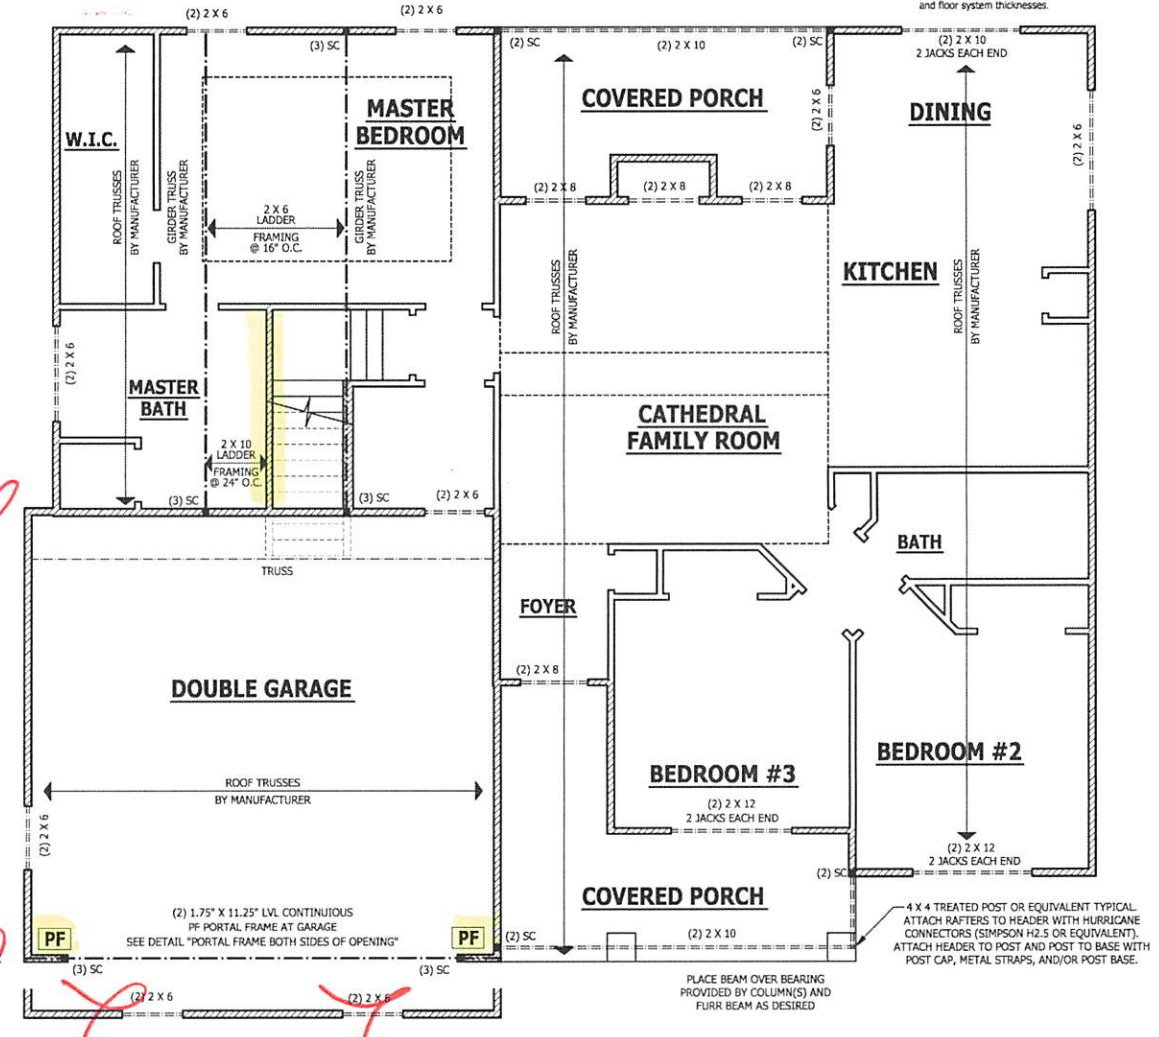 and floor system thicknesses.
(2) 2 X 6
(2) 2 X 6
(3) SC
(2) SC
(2) 2 X 10
(2) SC
(2) 2 X 10
2 JACKS EACH END
W.I.C.
MASTER
BEDROOM
COVERED PORCH
(2) 2 X 6
DINING
(2) 2 X 6
ROOF TRUSSES
BY MANUFACTURER
GIRDER TRUSS
BY MANUFACTURER
2 X 6
LADDER
FRAMING
@ 16" O.C.
GIRDER TRUSS
BY MANUFACTURER
(2) 2 X 8
(2) 2 X 8
(2) 2 X 8
ROOF TRUSSES
BY MANUFACTURER
KITCHEN
ROOF TRUSSES
BY MANUFACTURER
(2) 2 X 6
MASTER
BATH
CATHEDRAL
FAMILY ROOM
2 X 10
LADDER
FRAMING
@ 24" O.C.
(3) SC
(3) SC
(2) 2 X 6
TRUSS
BATH
FOYER
(2) 2 X 8
DOUBLE GARAGE
BEDROOM #3
(2) 2 X 12
2 JACKS EACH END
BEDROOM #2
ROOF TRUSSES
BY MANUFACTURER
(2) 2 X 6
(2) 2 X 12
2 JACKS EACH END
(2) SC
COVERED PORCH
(2) 1.75" X 11.25" LVL CONTINUIOUS
PF PORTAL FRAME AT GARAGE
SEE DETAIL "PORTAL FRAME BOTH SIDES OF OPENING"
PF
PF
(3) SC
(3) SC
(2) SC
(2) 2 X 10
4 X 4 TREATED POST OR EQUIVALENT TYPICAL.
ATTACH RAFTERS TO HEADER WITH HURRICANE
CONNECTORS (SIMPSON H2.5 OR EQUIVALENT).
ATTACH HEADER TO POST AND POST TO BASE WITH
POST CAP, METAL STRAPS, AND/OR POST BASE.
PLACE BEAM OVER BEARING
PROVIDED BY COLUMN(S) AND
FURR BEAM AS DESIRED
(2) 2 X 6
(2) 2 X 6